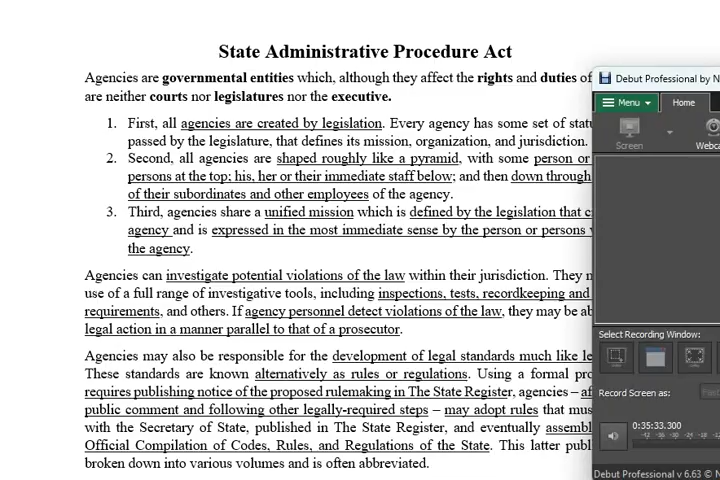 State Administrative Procedure Act
Agencies are governmental entities which, although they affect the rights and duties of
are neither courts nor legislatures nor the executive.
1. First, all agencies are created by legislation. Every agency has some set of
passed by the legislature, that defines its mission, organization, and jurisdiction.
2. Second, all agencies are shaped roughly like a pyramid, with some person or
persons at the top; his, her or their immediate staff below; and then down through
of their subordinates and other employees of the agency.
3. Third, agencies share a unified mission which is defined by the legislation that
agency and is expressed in the most immediate sense by the person or persons
the agency.
Agencies can investigate potential violations of the law within their jurisdiction. They
use of a full range of investigative tools, including inspections, tests, recordkeeping and
requirements, and others. If agency personnel detect violations of the law, they may be
legal action in a manner parallel to that of a prosecutor.
Agencies may also be responsible for the development of legal standards much like
These standards are known alternatively as rules or regulations. Using a formal
requires publishing notice of the proposed rulemaking in The State Register, agencies –
public comment and following other legally-required steps – may adopt rules that
with the Secretary of State, published in The State Register, and eventually
Official Compilation of Codes, Rules, and Regulations of the State. This latter
broken down into various volumes and is often abbreviated.
Debut Professional by
Menu
Home
Screen
Select Recording Window:
Record Screen as:
0:35:33.300
Debut Professional v 6.63 ©